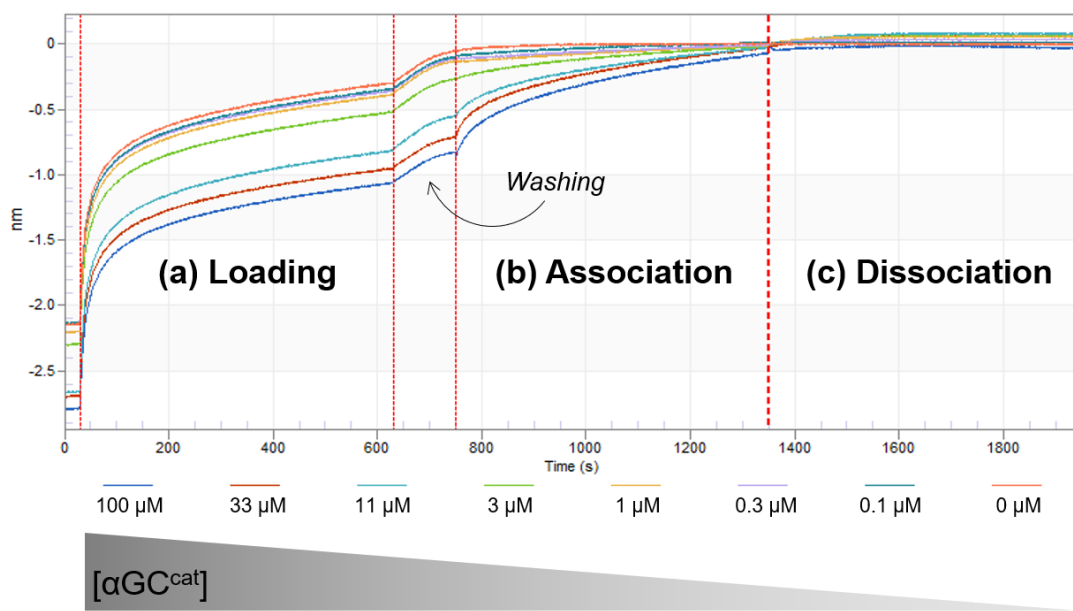 0
-0.5
-1.0
-1.5
-2.0
-2.5
nm
Washing
(a) Loading
(b) Association
(c) Dissociation
0 200 400 600 800 1000 1200 1400 1600 1800
Time (s)
100 μM 33 μM 11 μM 3 μM 1 μM 0.3 μM 0.1 μM 0 μM
[αGCcat]